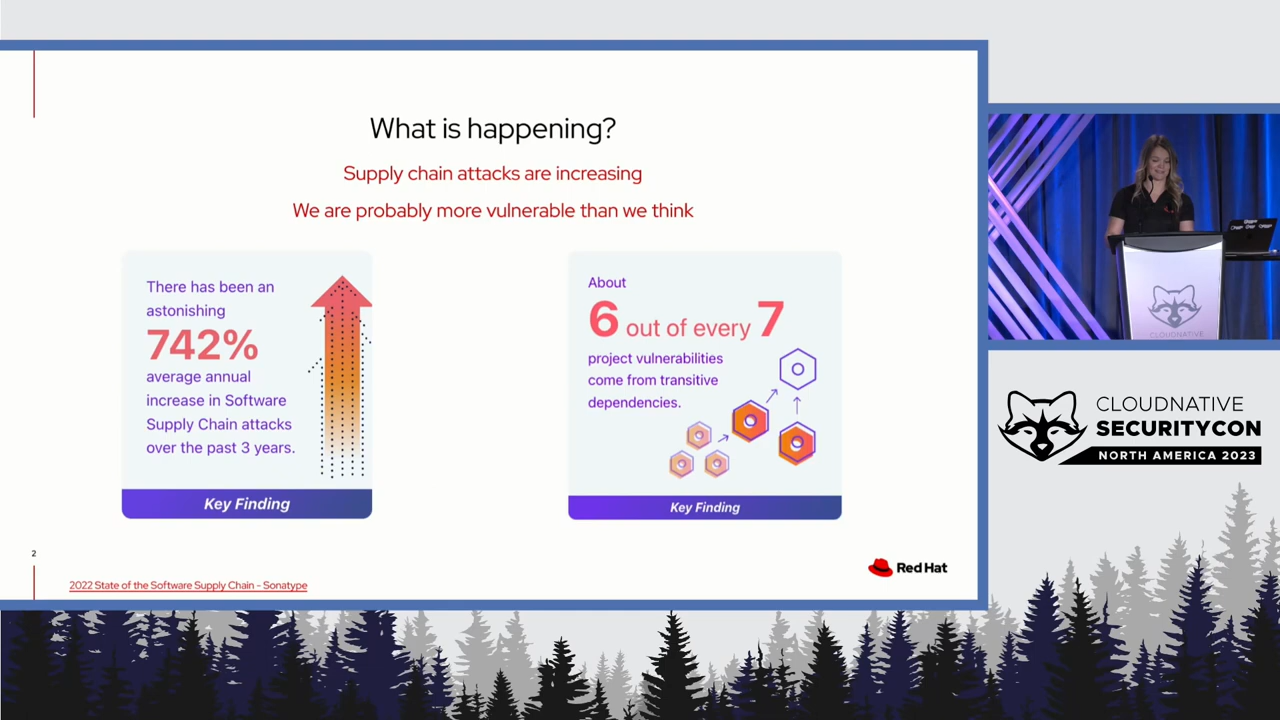 What is happening?
Supply chain attacks are increasing
We are probably more vulnerable than we think
There has been an
astonishing
742%
average annual
increase in Software
Supply Chain attacks
over the past 3 years.
Key Finding
About
6 out of every 7
project vulnerabilities
come from transitive
dependencies.
Key Finding
2
2022 State of the Software Supply Chain - Sonatype
Red Hat
CLOUDNATIVE
CLOUDNATIVE
SECURITYCON
NORTH AMERICA 2023